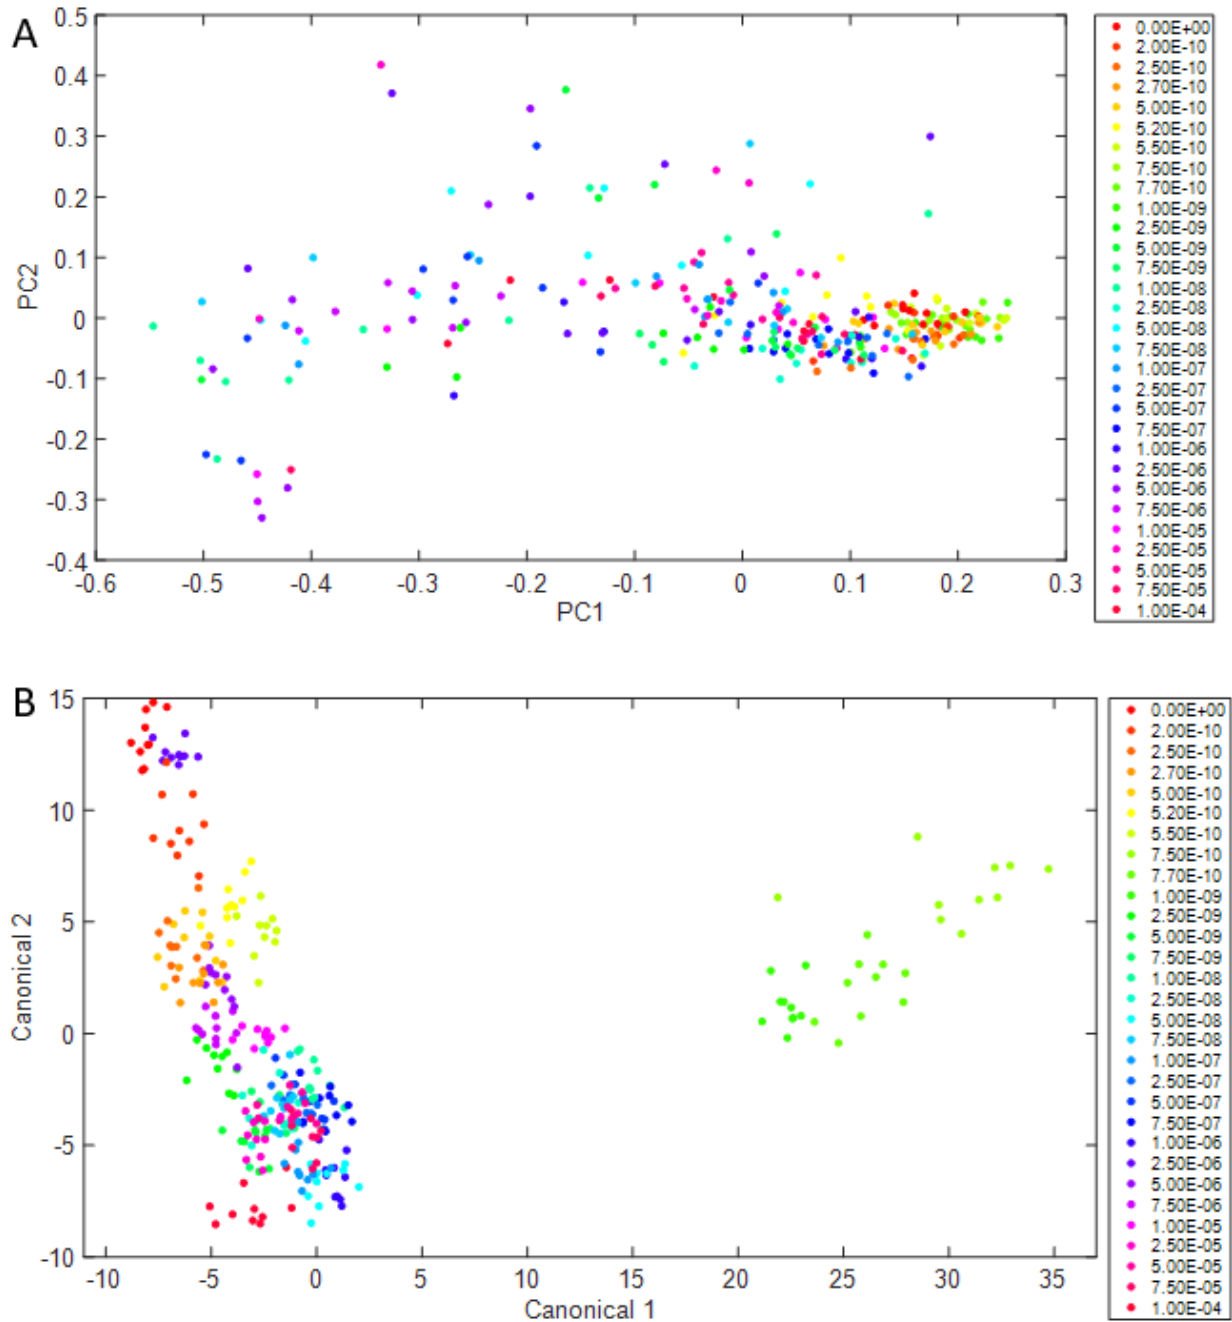 A
0.5
0.4
0.3
0.2
0.1
0
-0.1
-0.2
-0.3
-0.4
PC2
-0.6 -0.5 -0.4 -0.3 -0.2 -0.1 0 0.1 0.2 0.3
PC1
0.00E+00
2.00E-10
2.50E-10
2.70E-10
5.00E-10
5.20E-10
5.50E-10
7.50E-10
7.70E-10
1.00E-09
2.50E-09
5.00E-09
7.50E-09
1.00E-08
2.50E-08
5.00E-08
7.50E-08
1.00E-07
2.50E-07
5.00E-07
7.50E-07
1.00E-06
2.50E-06
5.00E-06
7.50E-06
1.00E-05
2.50E-05
5.00E-05
7.50E-05
1.00E-04
B
15
10
5
0
-5
-10
Canonical 2
-10 -5 0 5 10 15 20 25 30 35
Canonical 1
0.00E+00
2.00E-10
2.50E-10
2.70E-10
5.00E-10
5.20E-10
5.50E-10
7.50E-10
7.70E-10
1.00E-09
2.50E-09
5.00E-09
7.50E-09
1.00E-08
2.50E-08
5.00E-08
7.50E-08
1.00E-07
2.50E-07
5.00E-07
7.50E-07
1.00E-06
2.50E-06
5.00E-06
7.50E-06
1.00E-05
2.50E-05
5.00E-05
7.50E-05
1.00E-04